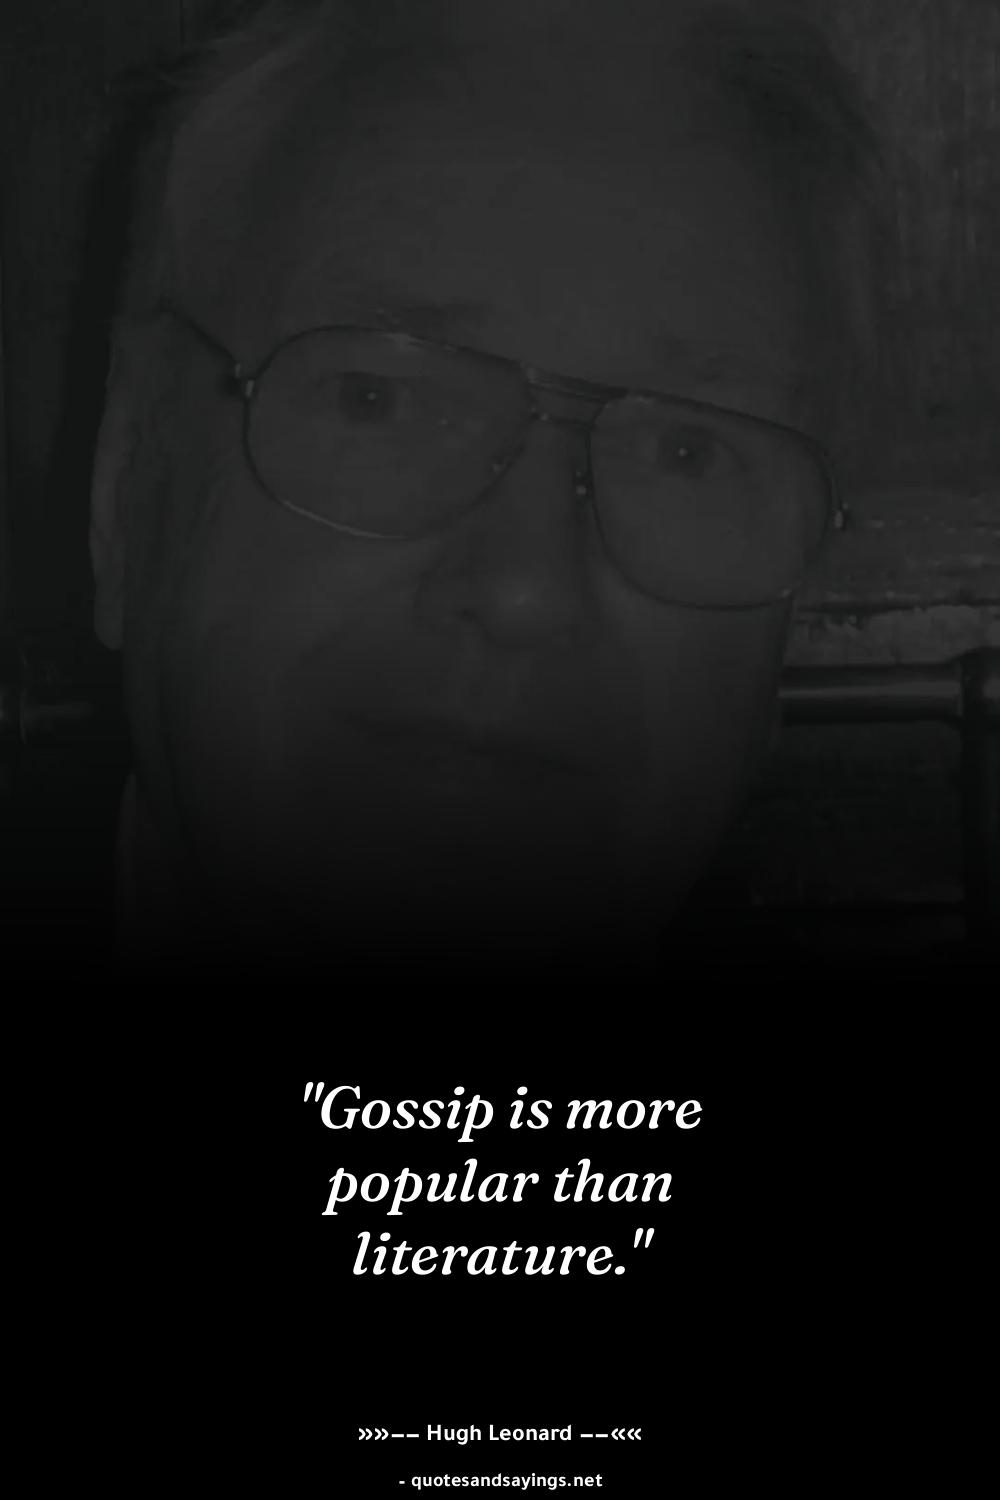 "Gossip is more
popular than
literature."
»»−− Hugh Leonard −−««
- quotesandsayings.net